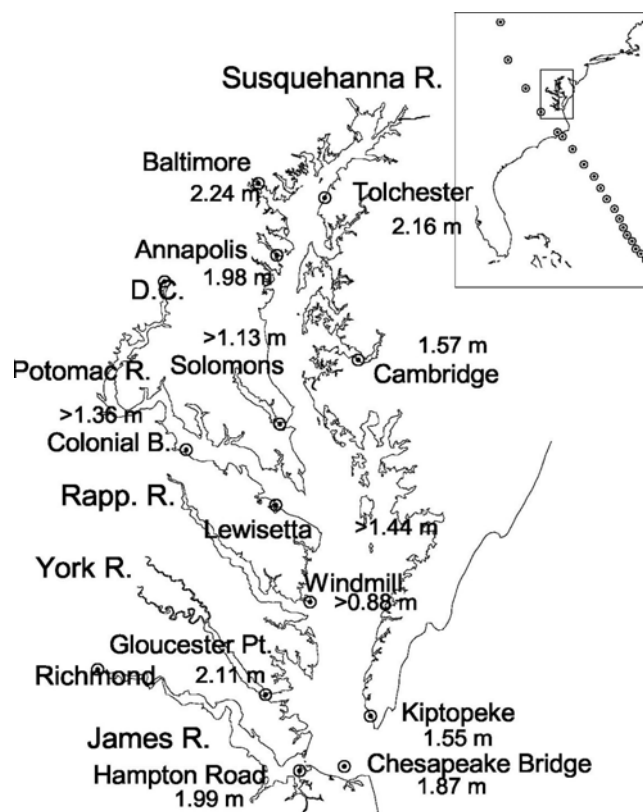 Susquehanna R.
Baltimore
2.24 m
Tolchester
2.16 m
Annapolis
1.98 m
D.C.
>1.13 m
Solomons
1.57 m
Cambridge
Potomac R.
>1.36 m
Colonial B.
Rapp. R.
Lewisetta
>1.44 m
York R.
Windmill
>0.88 m
Gloucester Pt.
2.11 m
Richmond
Kiptopeke
1.55 m
James R.
Chesapeake Bridge
1.87 m
Hampton Road
1.99 m